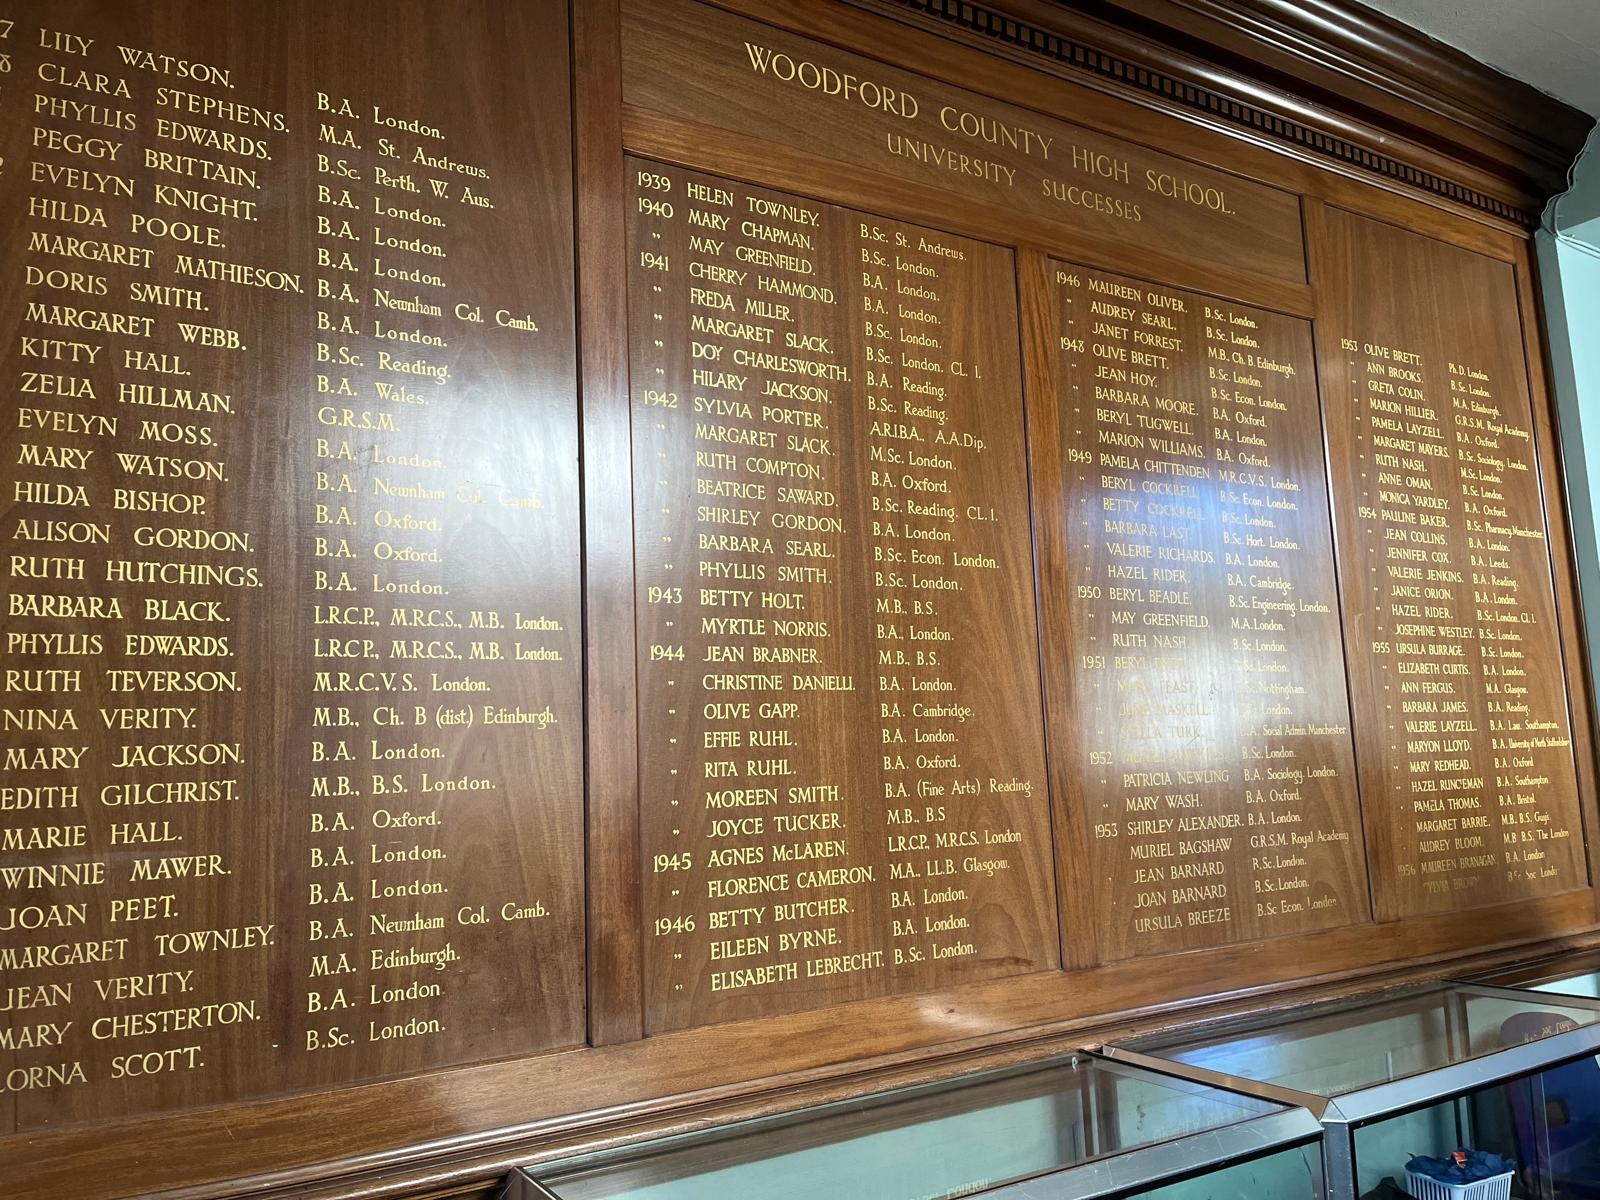 LILY WATSON. B.A. London.
CLARA STEPHENS. M.A. St. Andrews.
PHYLLIS EDWARDS. B.Sc. Perth. W. Aus.
PEGGY BRITTAIN. B.A. London.
EVELYN KNIGHT. B.A. London.
HILDA POOLE. B.A. London.
MARGARET MATHIESON. B.A. Newnham Col. Camb.
DORIS SMITH. B.A. London.
MARGARET WEBB. B.Sc. Reading.
KITTY HALL. B.A. Wales.
ZELIA HILLMAN. G.R.S.M.
EVELYN MOSS. B.A. London.
MARY WATSON. B.A. Newnham Col. Camb.
HILDA BISHOP. B.A. Oxford.
ALISON GORDON. B.A. Oxford.
RUTH HUTCHINGS. B.A. London.
BARBARA BLACK. L.R.C.P., M.R.C.S., M.B. London.
PHYLLIS EDWARDS. L.R.C.P., M.R.C.S., M.B. London.
RUTH TEVERSON. M.R.C.V.S. London.
NINA VERITY. M.B., Ch. B (dist.) Edinburgh.
MARY JACKSON. B.A. London.
EDITH GILCHRIST. M.B., B.S. London.
MARIE HALL. B.A. Oxford.
WINNIE MAWER. B.A. London.
JOAN PEET. B.A. London.
MARGARET TOWNLEY. B.A. Newnham Col. Camb.
JEAN VERITY. M.A. Edinburgh.
MARY CHESTERTON. B.A. London
LORNA SCOTT. B.Sc. London.
WOODFORD COUNTY HIGH SCHOOL.
UNIVERSITY SUCCESSES
1939 HELEN TOWNLEY. B.Sc. St. Andrews.
1940 MARY CHAPMAN. B.Sc. London.
" MAY GREENFIELD. B.A. London.
1941 CHERRY HAMMOND. B.A. London.
" FREDA MILLER. B.Sc. London.
" MARGARET SLACK. B.Sc. London. CL. 1.
" DOY CHARLESWORTH. B.A. Reading.
" HILARY JACKSON. B.Sc. Reading.
1942 SYLVIA PORTER. A.R.I.B.A., A.A.Dip.
" MARGARET SLACK. M.Sc. London.
" RUTH COMPTON. B.A. Oxford.
" BEATRICE SAWARD. B.Sc. Reading. CL. 1.
" SHIRLEY GORDON. B.A. London.
" BARBARA SEARL. B.Sc. Econ. London.
" PHYLLIS SMITH. B.Sc. London.
1943 BETTY HOLT. M.B., B.S.
" MYRTLE NORRIS. B.A., London.
1944 JEAN BRABNER. M.B., B.S.
" CHRISTINE DANIELLI. B.A. London.
" OLIVE GAPP. B.A. Cambridge.
" EFFIE RUHL. B.A. London.
" RITA RUHL. B.A. Oxford.
" MOREEN SMITH. B.A. (Fine Arts) Reading.
" JOYCE TUCKER. M.B., B.S
1945 AGNES McLAREN. L.R.C.P., M.R.C.S. London
" FLORENCE CAMERON. M.A., LL.B. Glasgow.
1946 BETTY BUTCHER. B.A. London.
" EILEEN BYRNE. B.A. London.
" ELISABETH LEBRECHT. B.Sc. London.
1946 MAUREEN OLIVER. B.Sc. London.
" AUDREY SEARL. B.Sc. London.
" JANET FORREST. M.B. Ch. B Edinburgh.
1948 OLIVE BRETT. B.Sc. London.
" JEAN HOY. B.Sc. Econ. London.
" BARBARA MOORE. B.A. Oxford.
" BERYL TUGWELL. B.A. London.
" MARION WILLIAMS. B.A. Oxford.
1949 PAMELA CHITTENDEN M.R.C.V.S. London.
" BERYL COCKRELL B.Sc. Econ. London.
" BETTY COCKRELL B.Sc. London.
" BARBARA LAST B.Sc. Hort. London.
" VALERIE RICHARDS. B.A. London.
" HAZEL RIDER. B.A. Cambridge.
1950 BERYL BEADLE. B.Sc. Engineering. London.
" MAY GREENFIELD. M.A. London.
" RUTH NASH. B.Sc. London.
1951 BERYL London.
" FEAST. Nottingham.
" MASKELL London.
" TURK. B.A. Social Admin. Manchester
1952 B.Sc. London.
" PATRICIA NEWLING B.A. Sociology. London.
" MARY WASH. B.A. Oxford.
1953 SHIRLEY ALEXANDER. B.A. London.
MURIEL BAGSHAW G.R.S.M. Royal Academy
JEAN BARNARD B.Sc. London.
JOAN BARNARD B.Sc. London.
URSULA BREEZE B.Sc Econ. London
1953 OLIVE BRETT. Ph.D. London.
" ANN BROOKS. B.Sc. London.
" GRETA COLIN. M.A. Edinburgh.
" MARION HILLIER. G.R.S.M Royal Academy.
" PAMELA LAYZELL. B.A. Oxford.
" MARGARET MAYERS. B.Sc. Sociology. London.
" RUTH NASH. M.Sc. London.
" ANNE OMAN. B.Sc. London.
" MONICA YARDLEY. B.A. Oxford.
1954 PAULINE BAKER. B.Sc. Pharmacy. Manchester.
" JEAN COLLINS. B.A. London.
" JENNIFER COX. B.A. Leeds.
" VALERIE JENKINS. B.A. Reading.
" JANICE ORION. B.A. London.
" HAZEL RIDER. B.Sc. London. Cl. 1.
" JOSEPHINE WESTLEY. B.Sc. London.
1955 URSULA BURRAGE. B.Sc. London.
" ELIZABETH CURTIS. B.A. London.
" ANN FERGUS. M.A. Glasgow.
" BARBARA JAMES. B.A. Reading.
" VALERIE LAYZELL. B.A. Law. Southampton.
" MARYON LLOYD. B.A. University of North Staffordshire
" MARY REDHEAD. B.A. Oxford
" HAZEL RUNCEMAN B.A. Southampton.
" PAMELA THOMAS. B.A. Bristol.
" MARGARET BARRIE. M.B. B.S. Guy's.
AUDREY BLOOM. M.B B.S. The London
1956 MAUREEN BRANAGAN B.A. London
SYLVIA BROWN B.Sc Soc London